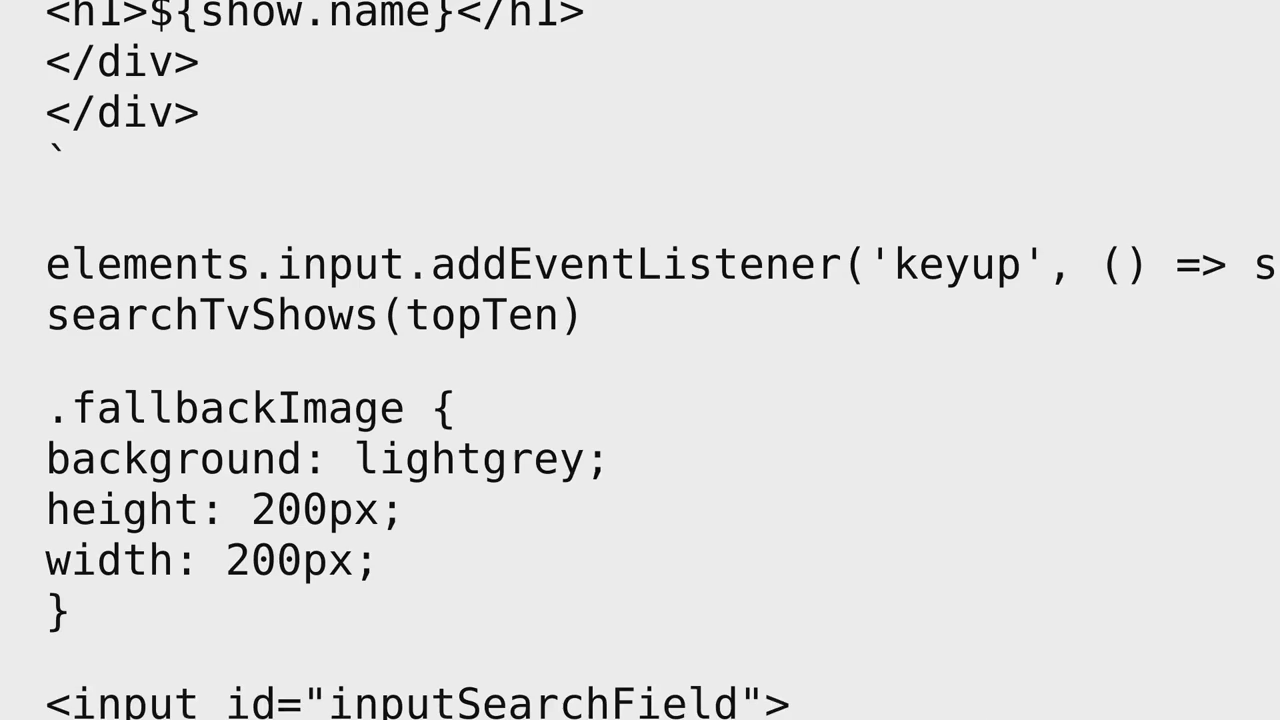 <h1>${show.name}</h1>
</div>
</div>
`
elements.input.addEventListener('keyup', () => s
searchTvShows(topTen)
.fallbackImage {
background: lightgrey;
height: 200px;
width: 200px;
}
<input id="inputSearchField">